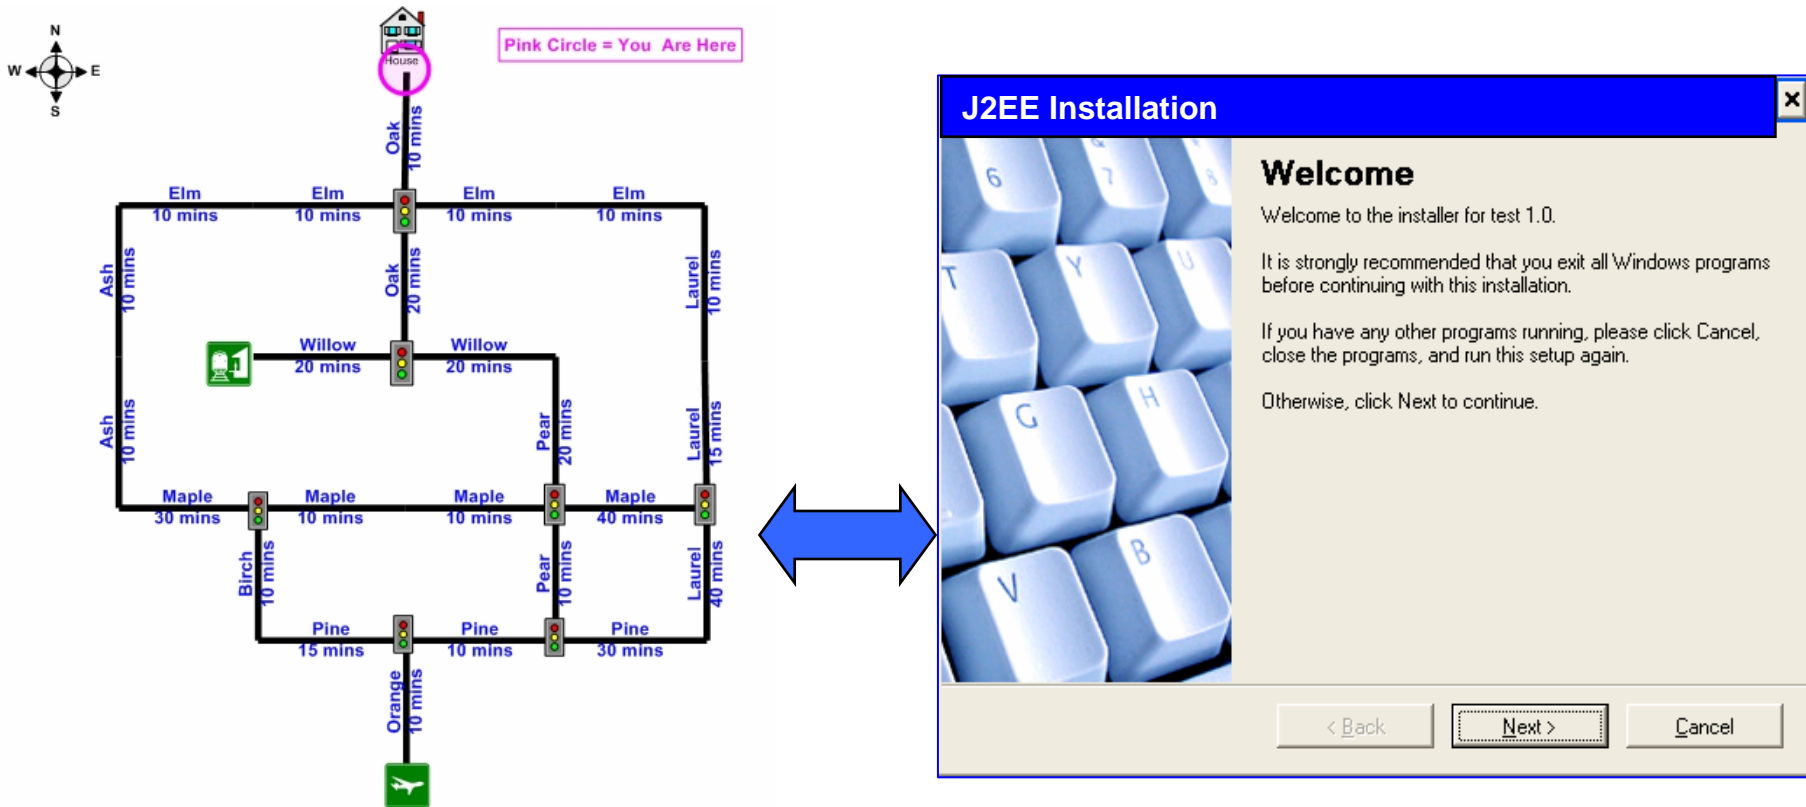 N
W E
S
House
Pink Circle = You Are Here
Oak
10 mins
Elm
10 mins
Elm
10 mins
Elm
10 mins
Elm
10 mins
Ash
10 mins
Oak
20 mins
Laurel
10 mins
Willow
20 mins
Willow
20 mins
Ash
10 mins
Pear
20 mins
Laurel
15 mins
Maple
30 mins
Maple
10 mins
Maple
10 mins
Maple
40 mins
Birch
10 mins
Pear
10 mins
Laurel
40 mins
Pine
15 mins
Pine
10 mins
Pine
30 mins
Orange
10 mins
J2EE Installation
6
7
8
T
Y
U
G
H
V
B
Welcome
Welcome to the installer for test 1.0.
It is strongly recommended that you exit all Windows programs
before continuing with this installation.
If you have any other programs running, please click Cancel,
close the programs, and run this setup again.
Otherwise, click Next to continue.
< Back
Next >
Cancel